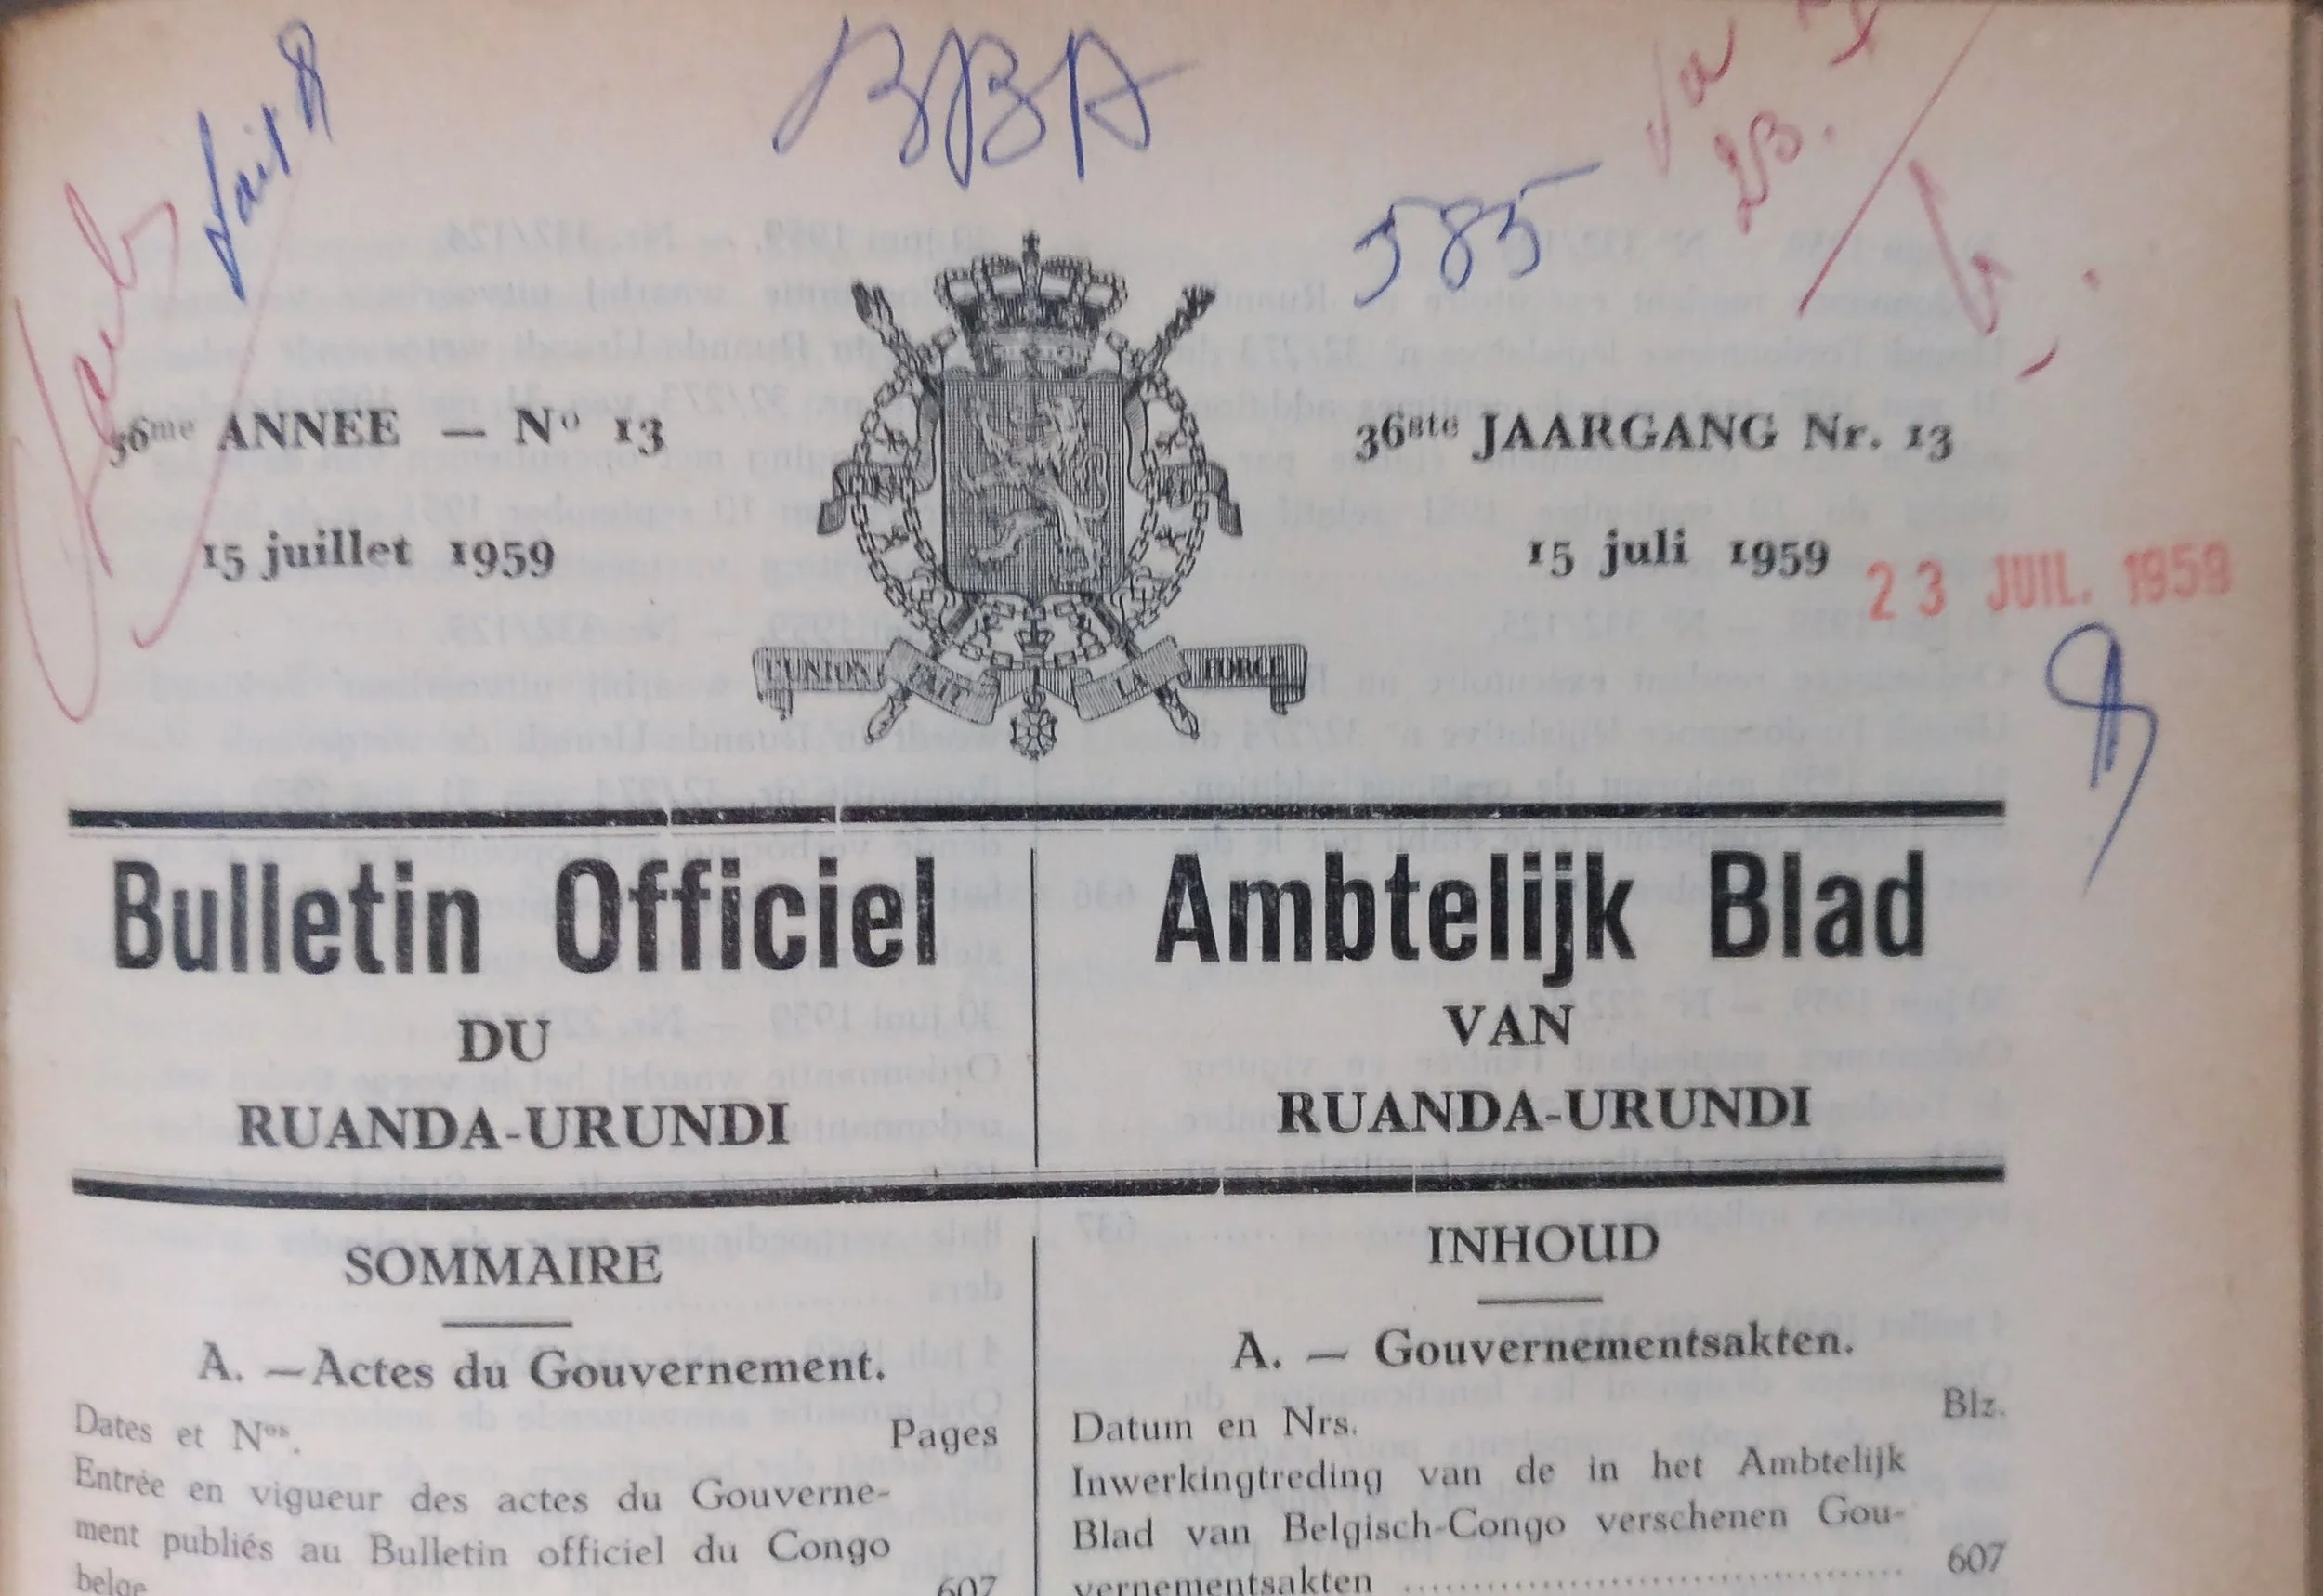 fait
BBA
585
36me ANNEE — No 13
15 juillet 1959
L'UNION FAIT LA FORCE
36ste JAARGANG Nr. 13
15 juli 1959
23 JUIL. 1959
Bulletin Officiel
DU
RUANDA-URUNDI
Ambtelijk Blad
VAN
RUANDA-URUNDI
SOMMAIRE
A. — Actes du Gouvernement.
Dates et Nos. Pages
Entrée en vigueur des actes du Gouverne-
ment publiés au Bulletin officiel du Congo
belge 607
INHOUD
A. — Gouvernementsakten.
Datum en Nrs. Blz.
Inwerkingtreding van de in het Ambtelijk
Blad van Belgisch-Congo verschenen Gou-
vernementsakten ........................................ 607